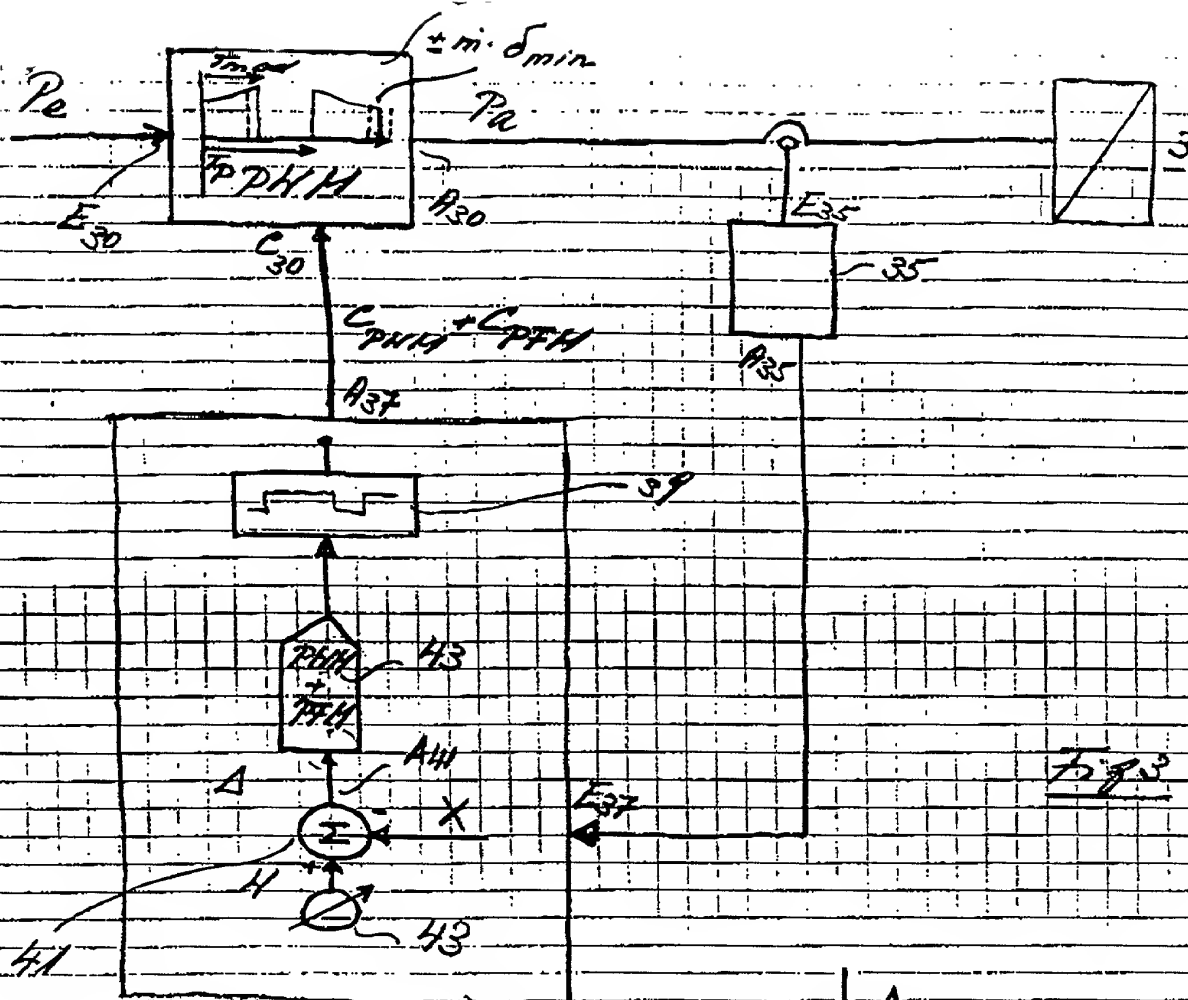 ± m · δmin
Tmod
Pe
Pa
Tp PWM
E30
A30
C30
E35
35
CPWM + CPFM
A35
A37
39
PWM
+
PFM
43
A41
Δ
Fig 3
E37
X
-
Σ
+
W
43
41